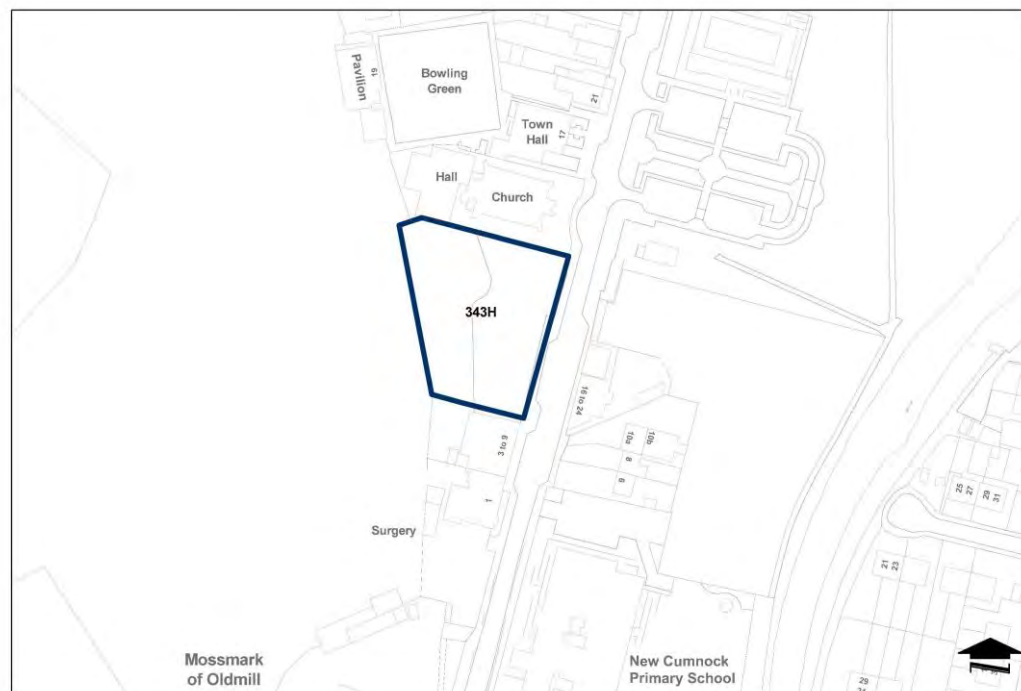 Pavilion
19
Bowling
Green
21
Town
Hall
17
Hall
Church
343H
16 to 24
3 to 9
10a
10b
8
6
1
25
27
29
31
Surgery
21
23
Mossmark
of Oldmill
New Cumnock
Primary School
29